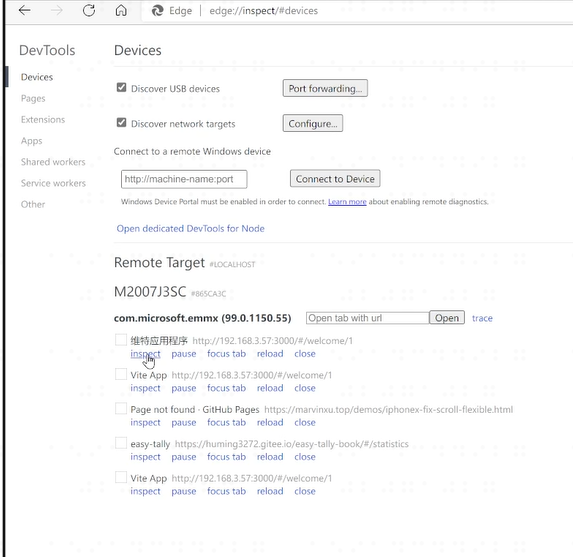 Edge edge://inspect/#devices
DevTools
Devices
Pages
Extensions
Apps
Shared workers
Service workers
Other
Devices
Discover USB devices Port forwarding...
Discover network targets Configure...
Connect to a remote Windows device
http://machine-name:port Connect to Device
Windows Device Portal must be enabled in order to connect. Learn more about enabling remote diagnostics.
Open dedicated DevTools for Node
Remote Target #LOCALHOST
M2007J3SC #865CA3C
com.microsoft.emmx (99.0.1150.55) Open tab with url Open trace
维特应用程序 http://192.168.3.57:3000/#/welcome/1
inspect pause focus tab reload close
Vite App http://192.168.3.57:3000/#/welcome/1
inspect pause focus tab reload close
Page not found · GitHub Pages https://marvinxu.top/demos/iphonex-fix-scroll-flexible.html
inspect pause focus tab reload close
easy-tally https://huming3272.gitee.io/easy-tally-book/#/statistics
inspect pause focus tab reload close
Vite App http://192.168.3.57:3000/#/welcome/1
inspect pause focus tab reload close